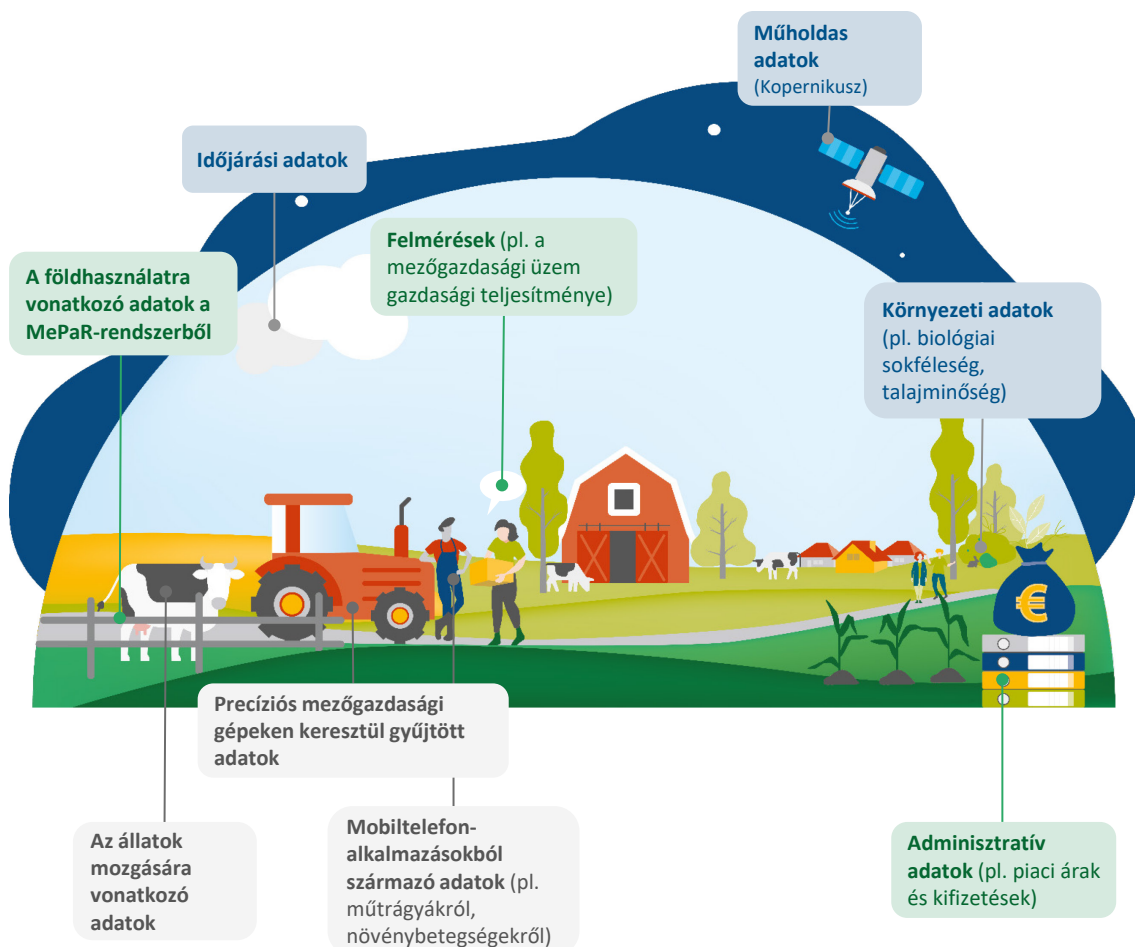 Műholdas
adatok
(Kopernikusz)
Időjárási adatok
Felmérések (pl. a
mezőgazdasági üzem
gazdasági teljesítménye)
A földhasználatra
vonatkozó adatok a
MePaR-rendszerből
Környezeti adatok
(pl. biológiai
sokféleség,
talajminőség)
€
Precíziós mezőgazdasági
gépeken keresztül gyűjtött
adatok
Az állatok
mozgására
vonatkozó
adatok
Mobiltelefon-
alkalmazásokból
származó adatok (pl.
műtrágyákról,
növénybetegségekről)
Adminisztratív
adatok (pl. piaci árak
és kifizetések)